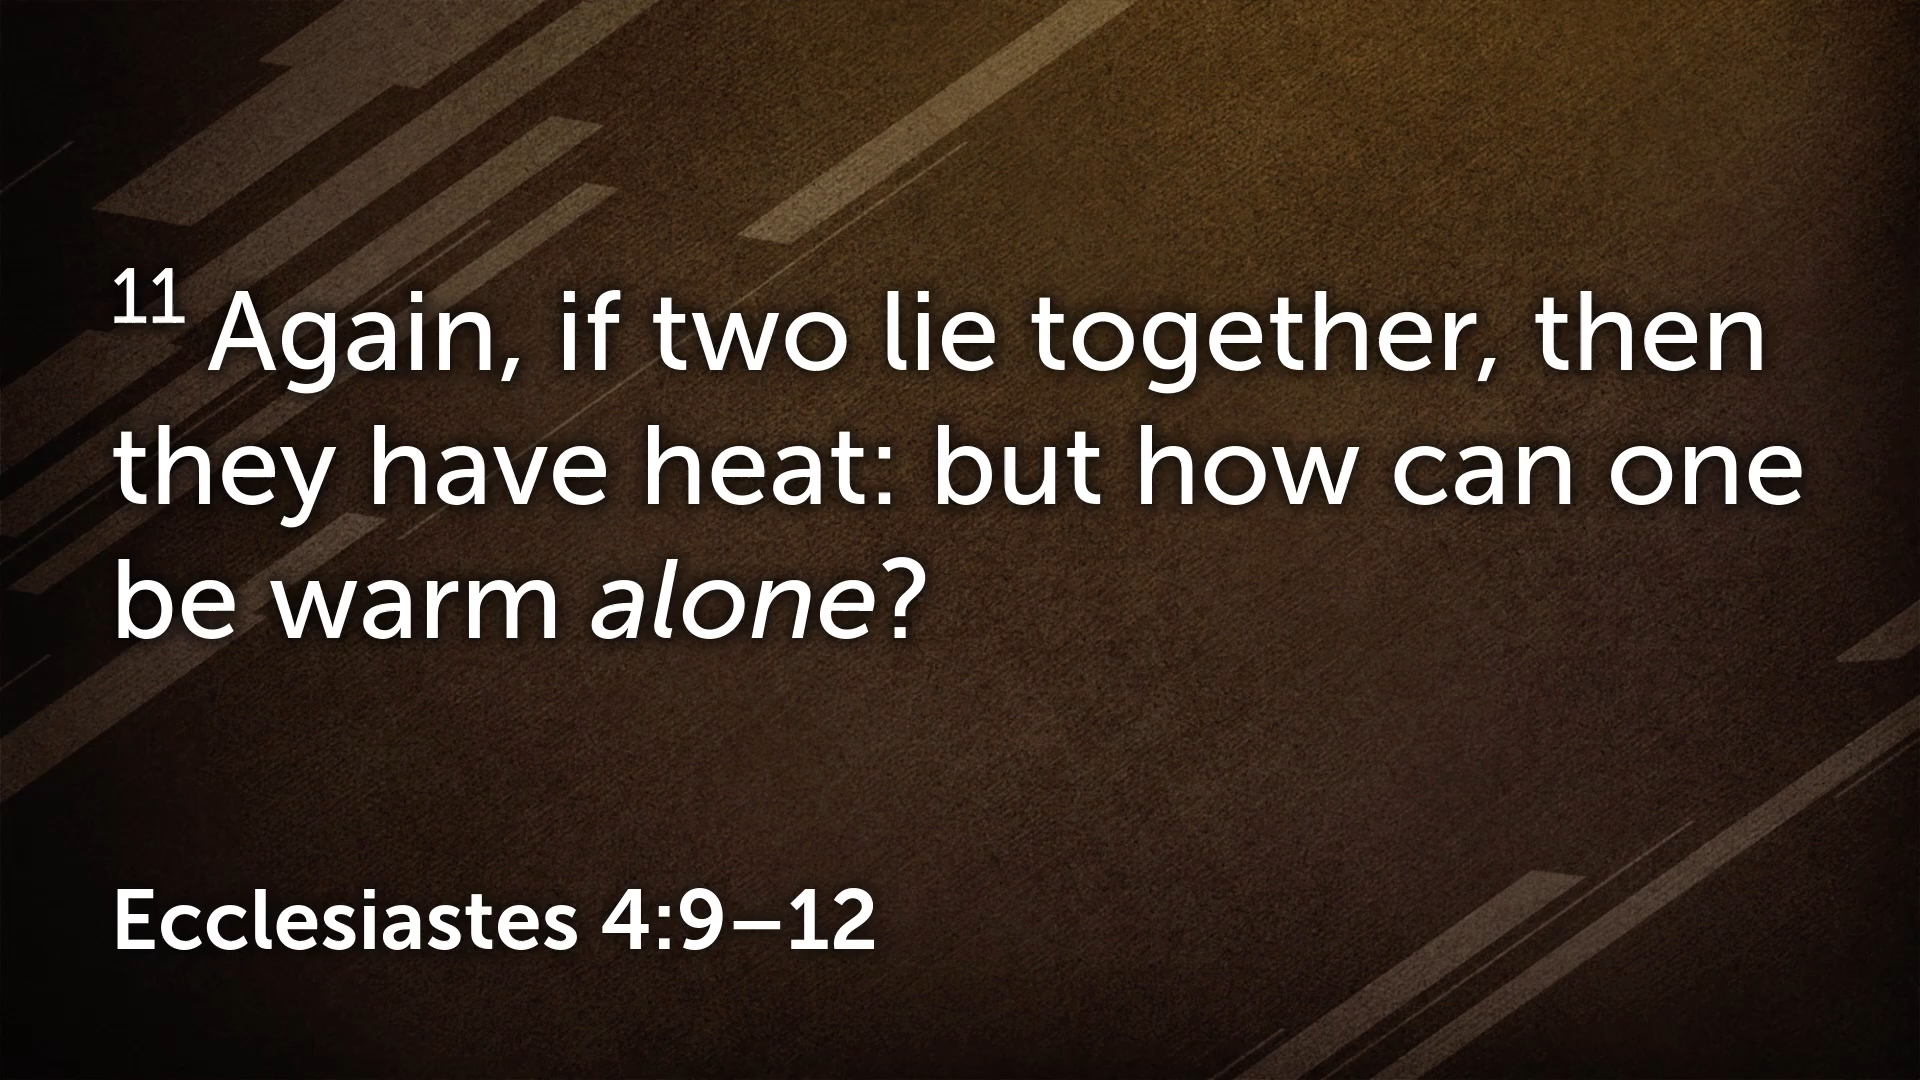 11 Again, if two lie together, then
they have heat: but how can one
be warm alone?
Ecclesiastes 4:9–12